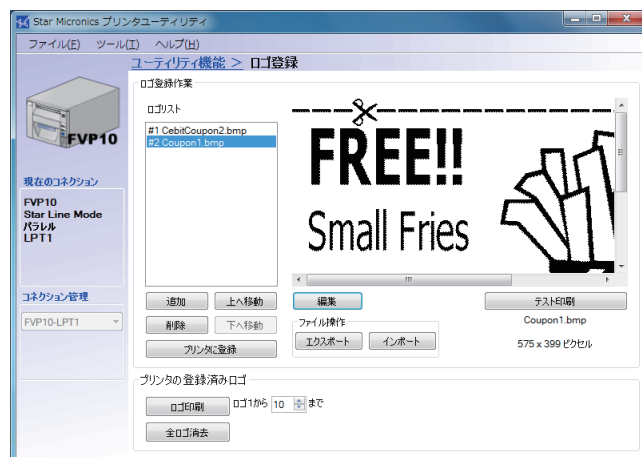 Star Micronics プリンタユーティリティ
ファイル(F) ツール(T) ヘルプ(H)
ユーティリティ機能 > ロゴ登録
FVP10
現在のコネクション
FVP10
Star Line Mode
パラレル
LPT1
コネクション管理
FVP10-LPT1
ロゴ登録作業
ロゴリスト
#1 CebitCoupon2.bmp
#2 Coupon1.bmp
FREE!!
Small Fries
追加 上へ移動 編集 テスト印刷
削除 下へ移動 ファイル操作 Coupon1.bmp
プリンタに登録 エクスポート インポート 575 x 399 ピクセル
プリンタの登録済みロゴ
ロゴ印刷 ロゴ1から 10 まで
全ロゴ消去